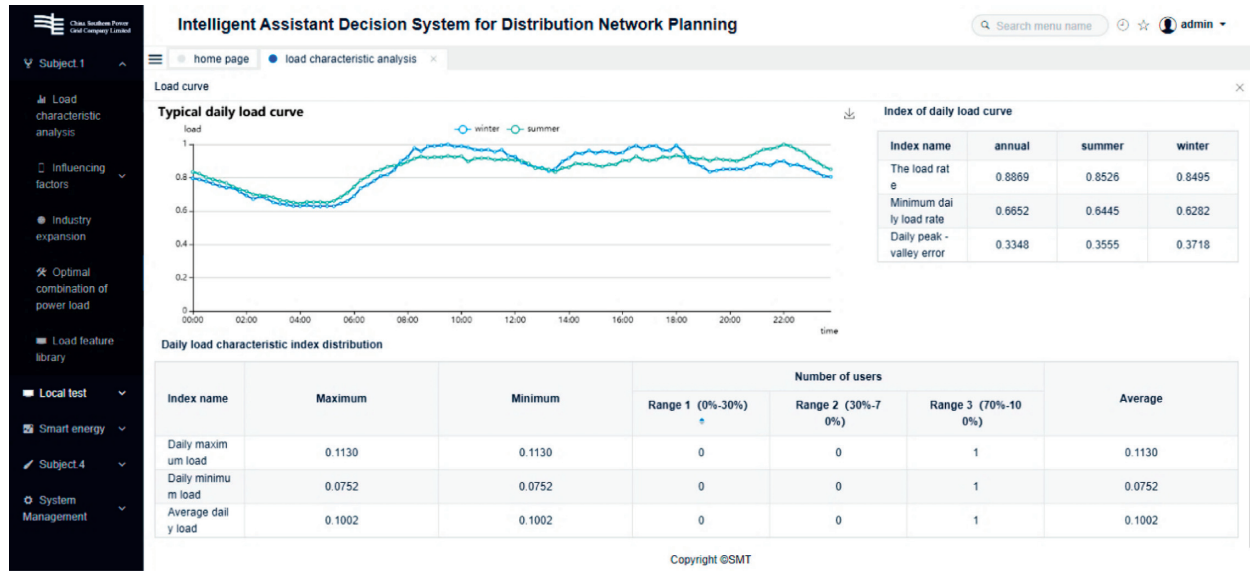 China Southern Power
Grid Company Limited
Intelligent Assistant Decision System for Distribution Network Planning
Search menu name
admin
Subject.1
home page
load characteristic analysis
Load
characteristic
analysis
Influencing
factors
Industry
expansion
Optimal
combination of
power load
Load feature
library
Local test
Smart energy
Subject.4
System
Management
Load curve
Typical daily load curve
load
winter
summer
1
0.8
0.6
0.4
0.2
0
00:00
02:00
04:00
06:00
08:00
10:00
12:00
14:00
16:00
18:00
20:00
22:00
time
Index of daily load curve
Index name annual summer winter
The load rat
e
0.8869 0.8526 0.8495
Minimum dai
ly load rate
0.6652 0.6445 0.6282
Daily peak -
valley error
0.3348 0.3555 0.3718
Daily load characteristic index distribution
Index name Maximum Minimum Number of users Average
Range 1 (0%-30%)
Range 2 (30%-7
0%)
Range 3 (70%-10
0%)
Daily maxim
um load
0.1130 0.1130 0 0 1 0.1130
Daily minimu
m load
0.0752 0.0752 0 0 1 0.0752
Average dail
y load
0.1002 0.1002 0 0 1 0.1002
Copyright ©SMT